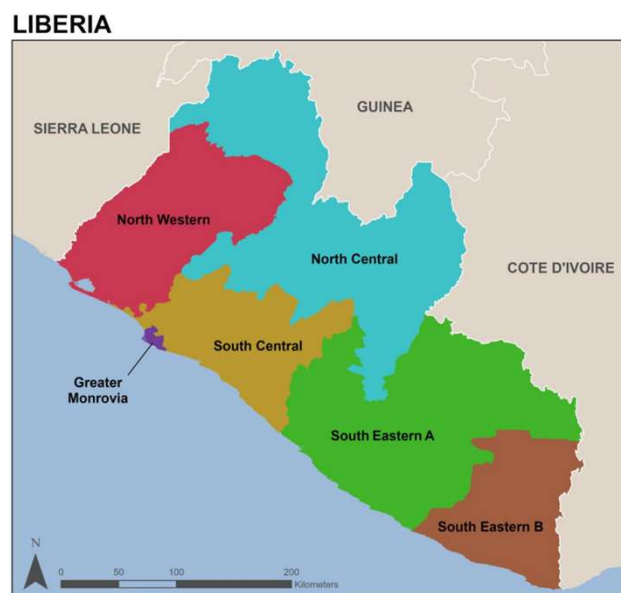 LIBERIA
GUINEA
SIERRA LEONE
North Western
North Central
COTE D'IVOIRE
South Central
Greater
Monrovia
South Eastern A
South Eastern B
N
0 50 100 200
Kilometers